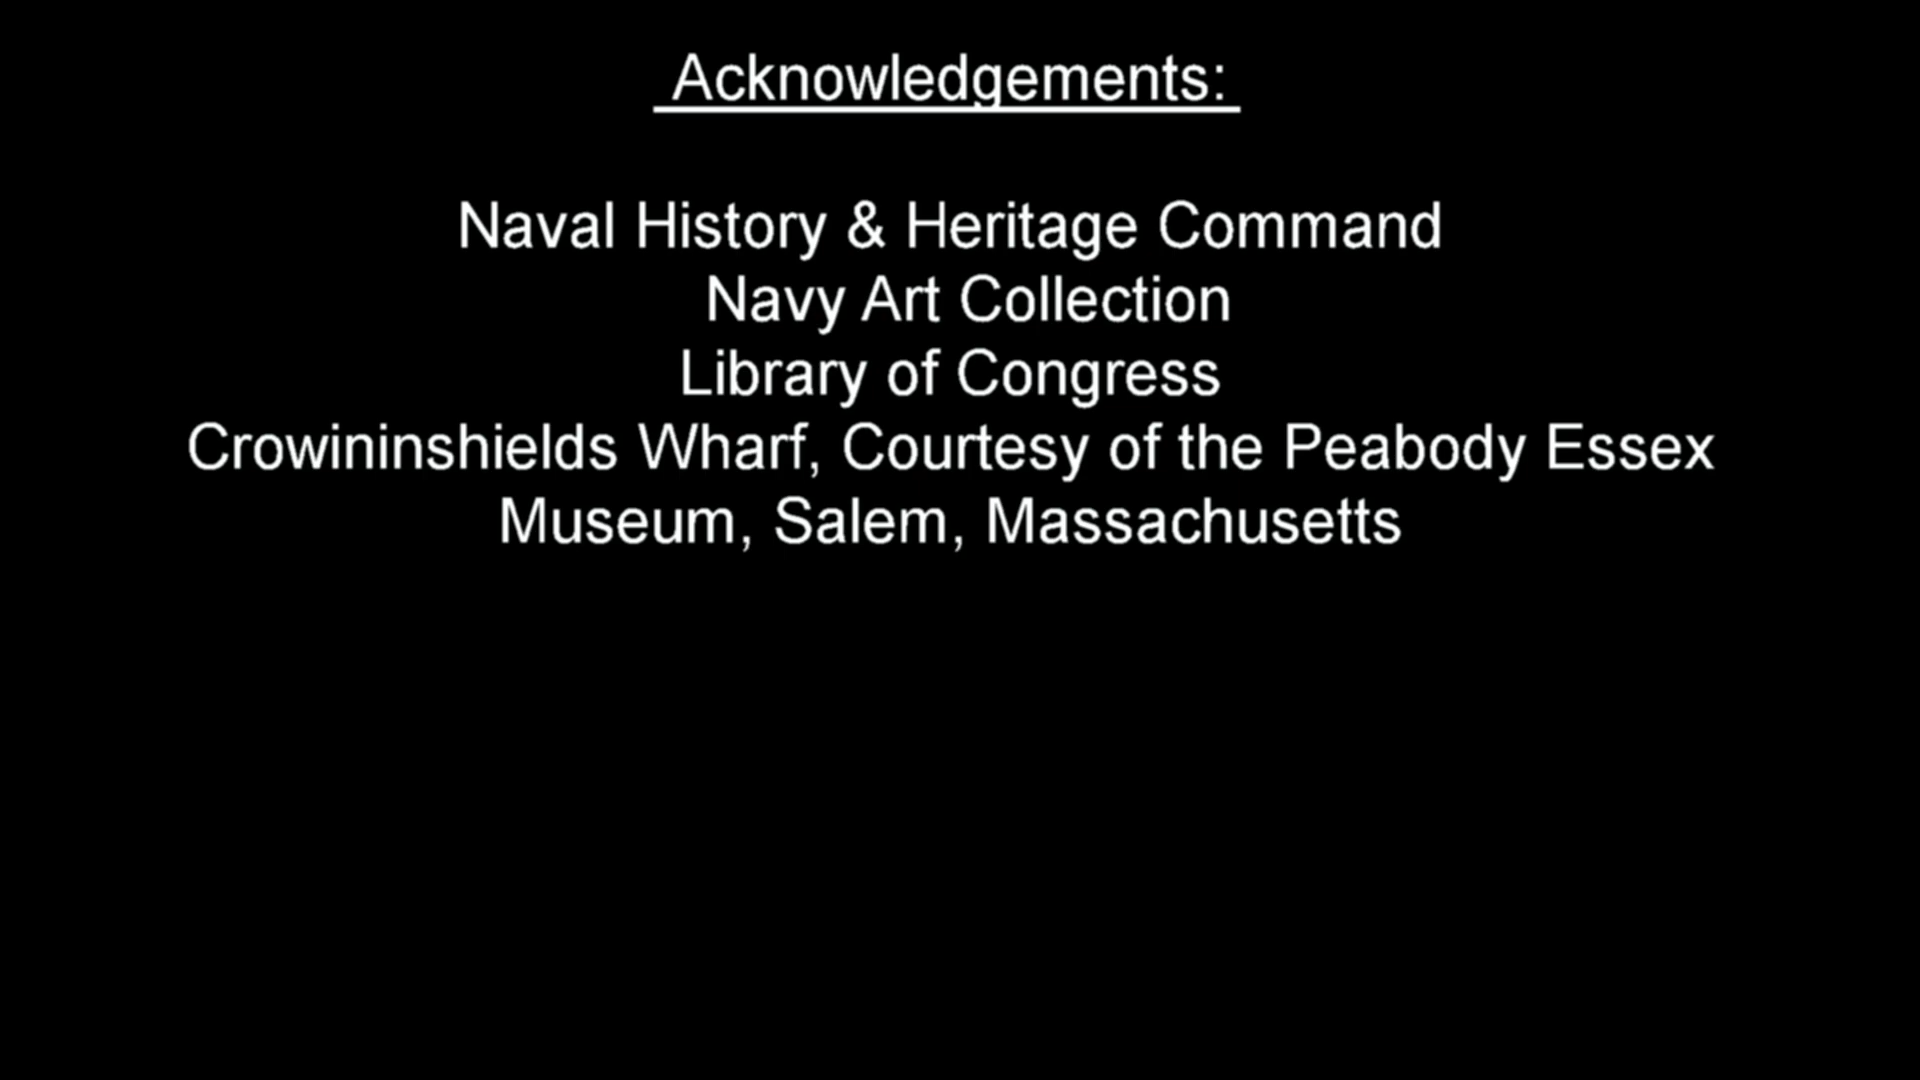 Acknowledgements:
Naval History & Heritage Command
Navy Art Collection
Library of Congress
Crowininshields Wharf, Courtesy of the Peabody Essex
Museum, Salem, Massachusetts